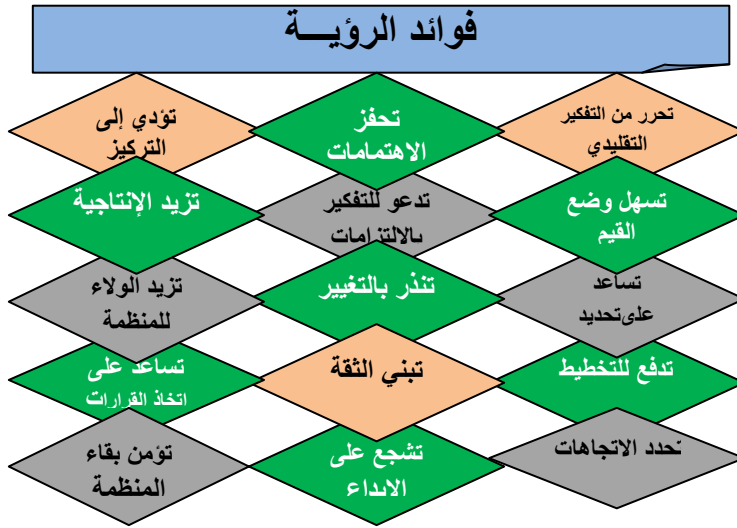 فوائد الرؤيـــة
تحرر من التفكير
التقليدي
تحفز
الاهتمامات
تؤدي إلى
التركيز
تسهل وضع
القيم
تدعو للتفكير
بالالتزامات
تزيد الإنتاجية
تساعد
على تحديد
تنذر بالتغيير
تزيد الولاء
للمنظمة
تدفع للتخطيط
تبني الثقة
تساعد على
اتخاذ القرارات
تحدد الاتجاهات
تشجع على
الابداع
تؤمن بقاء
المنظمة